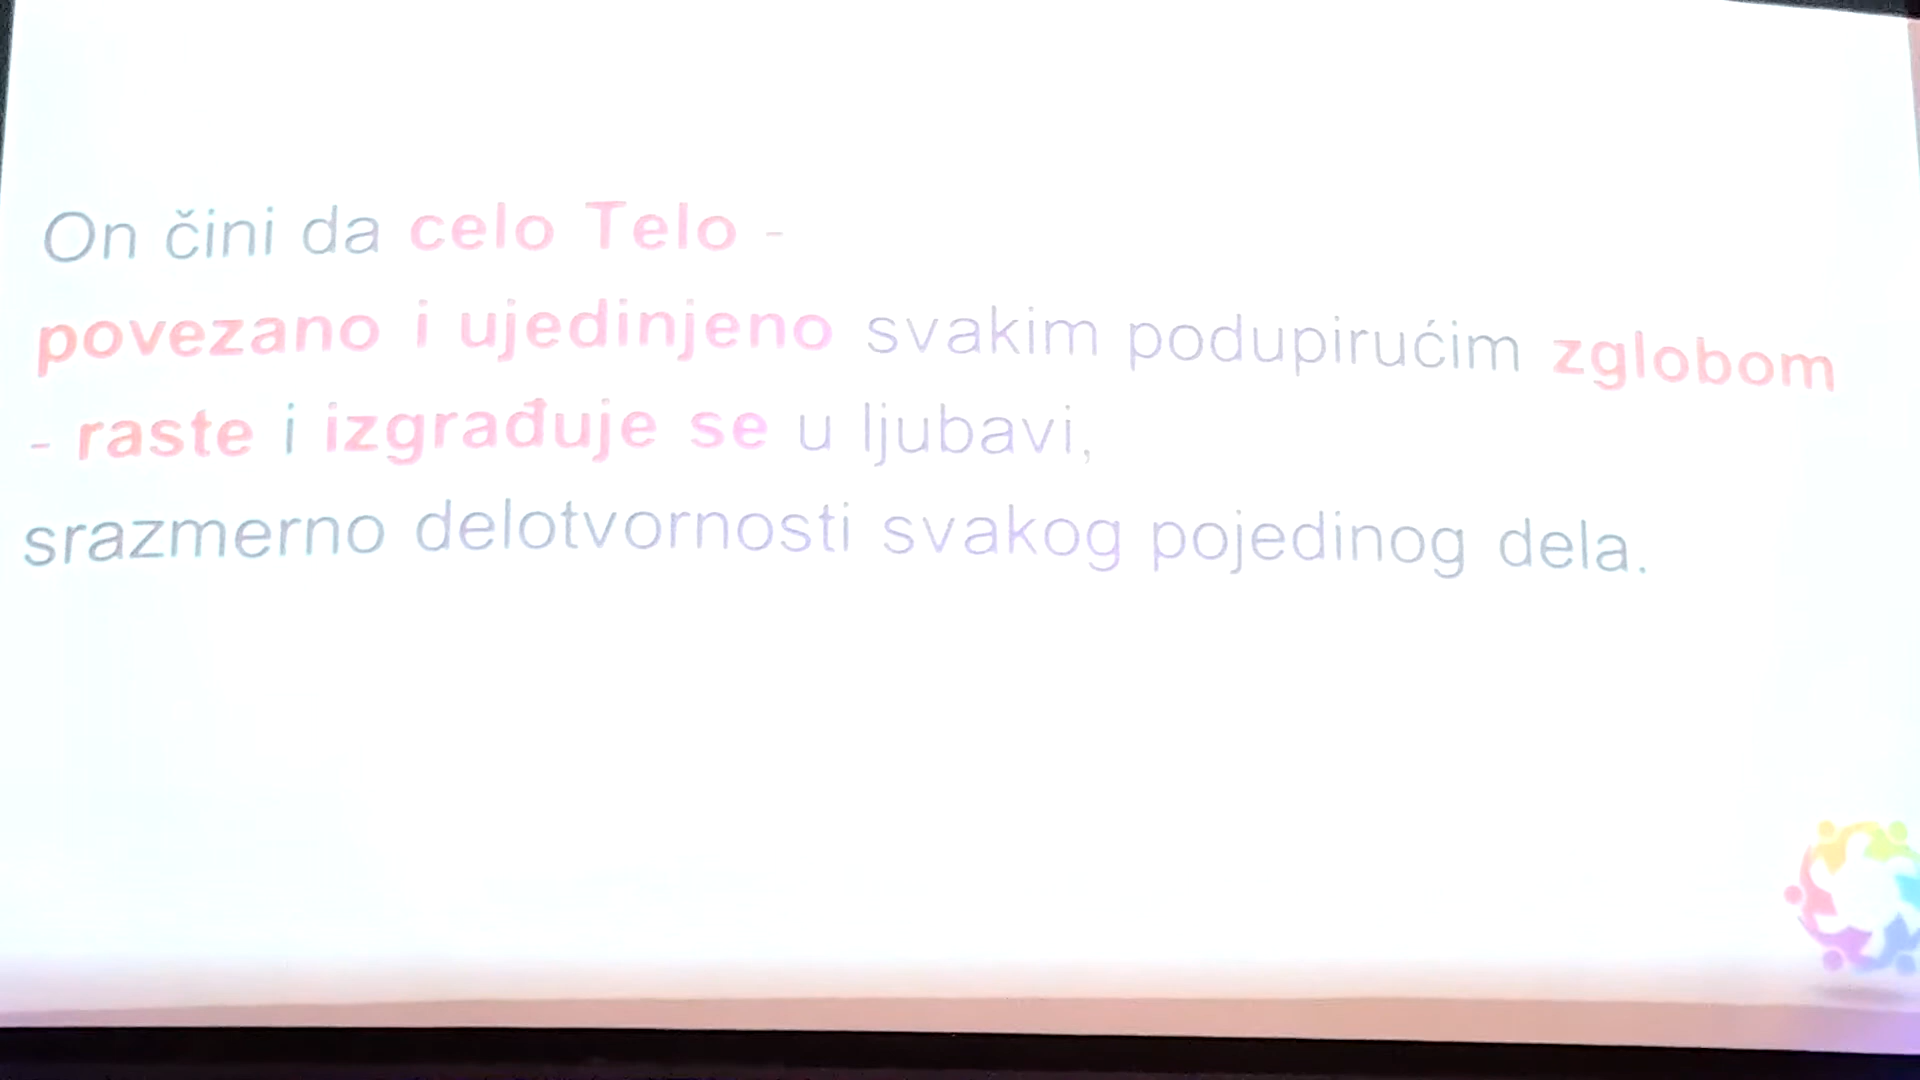 On čini da celo Telo -
povezano i ujedinjeno svakim podupirućim zglobom
- raste i izgrađuje se u ljubavi,
srazmerno delotvornosti svakog pojedinog dela.